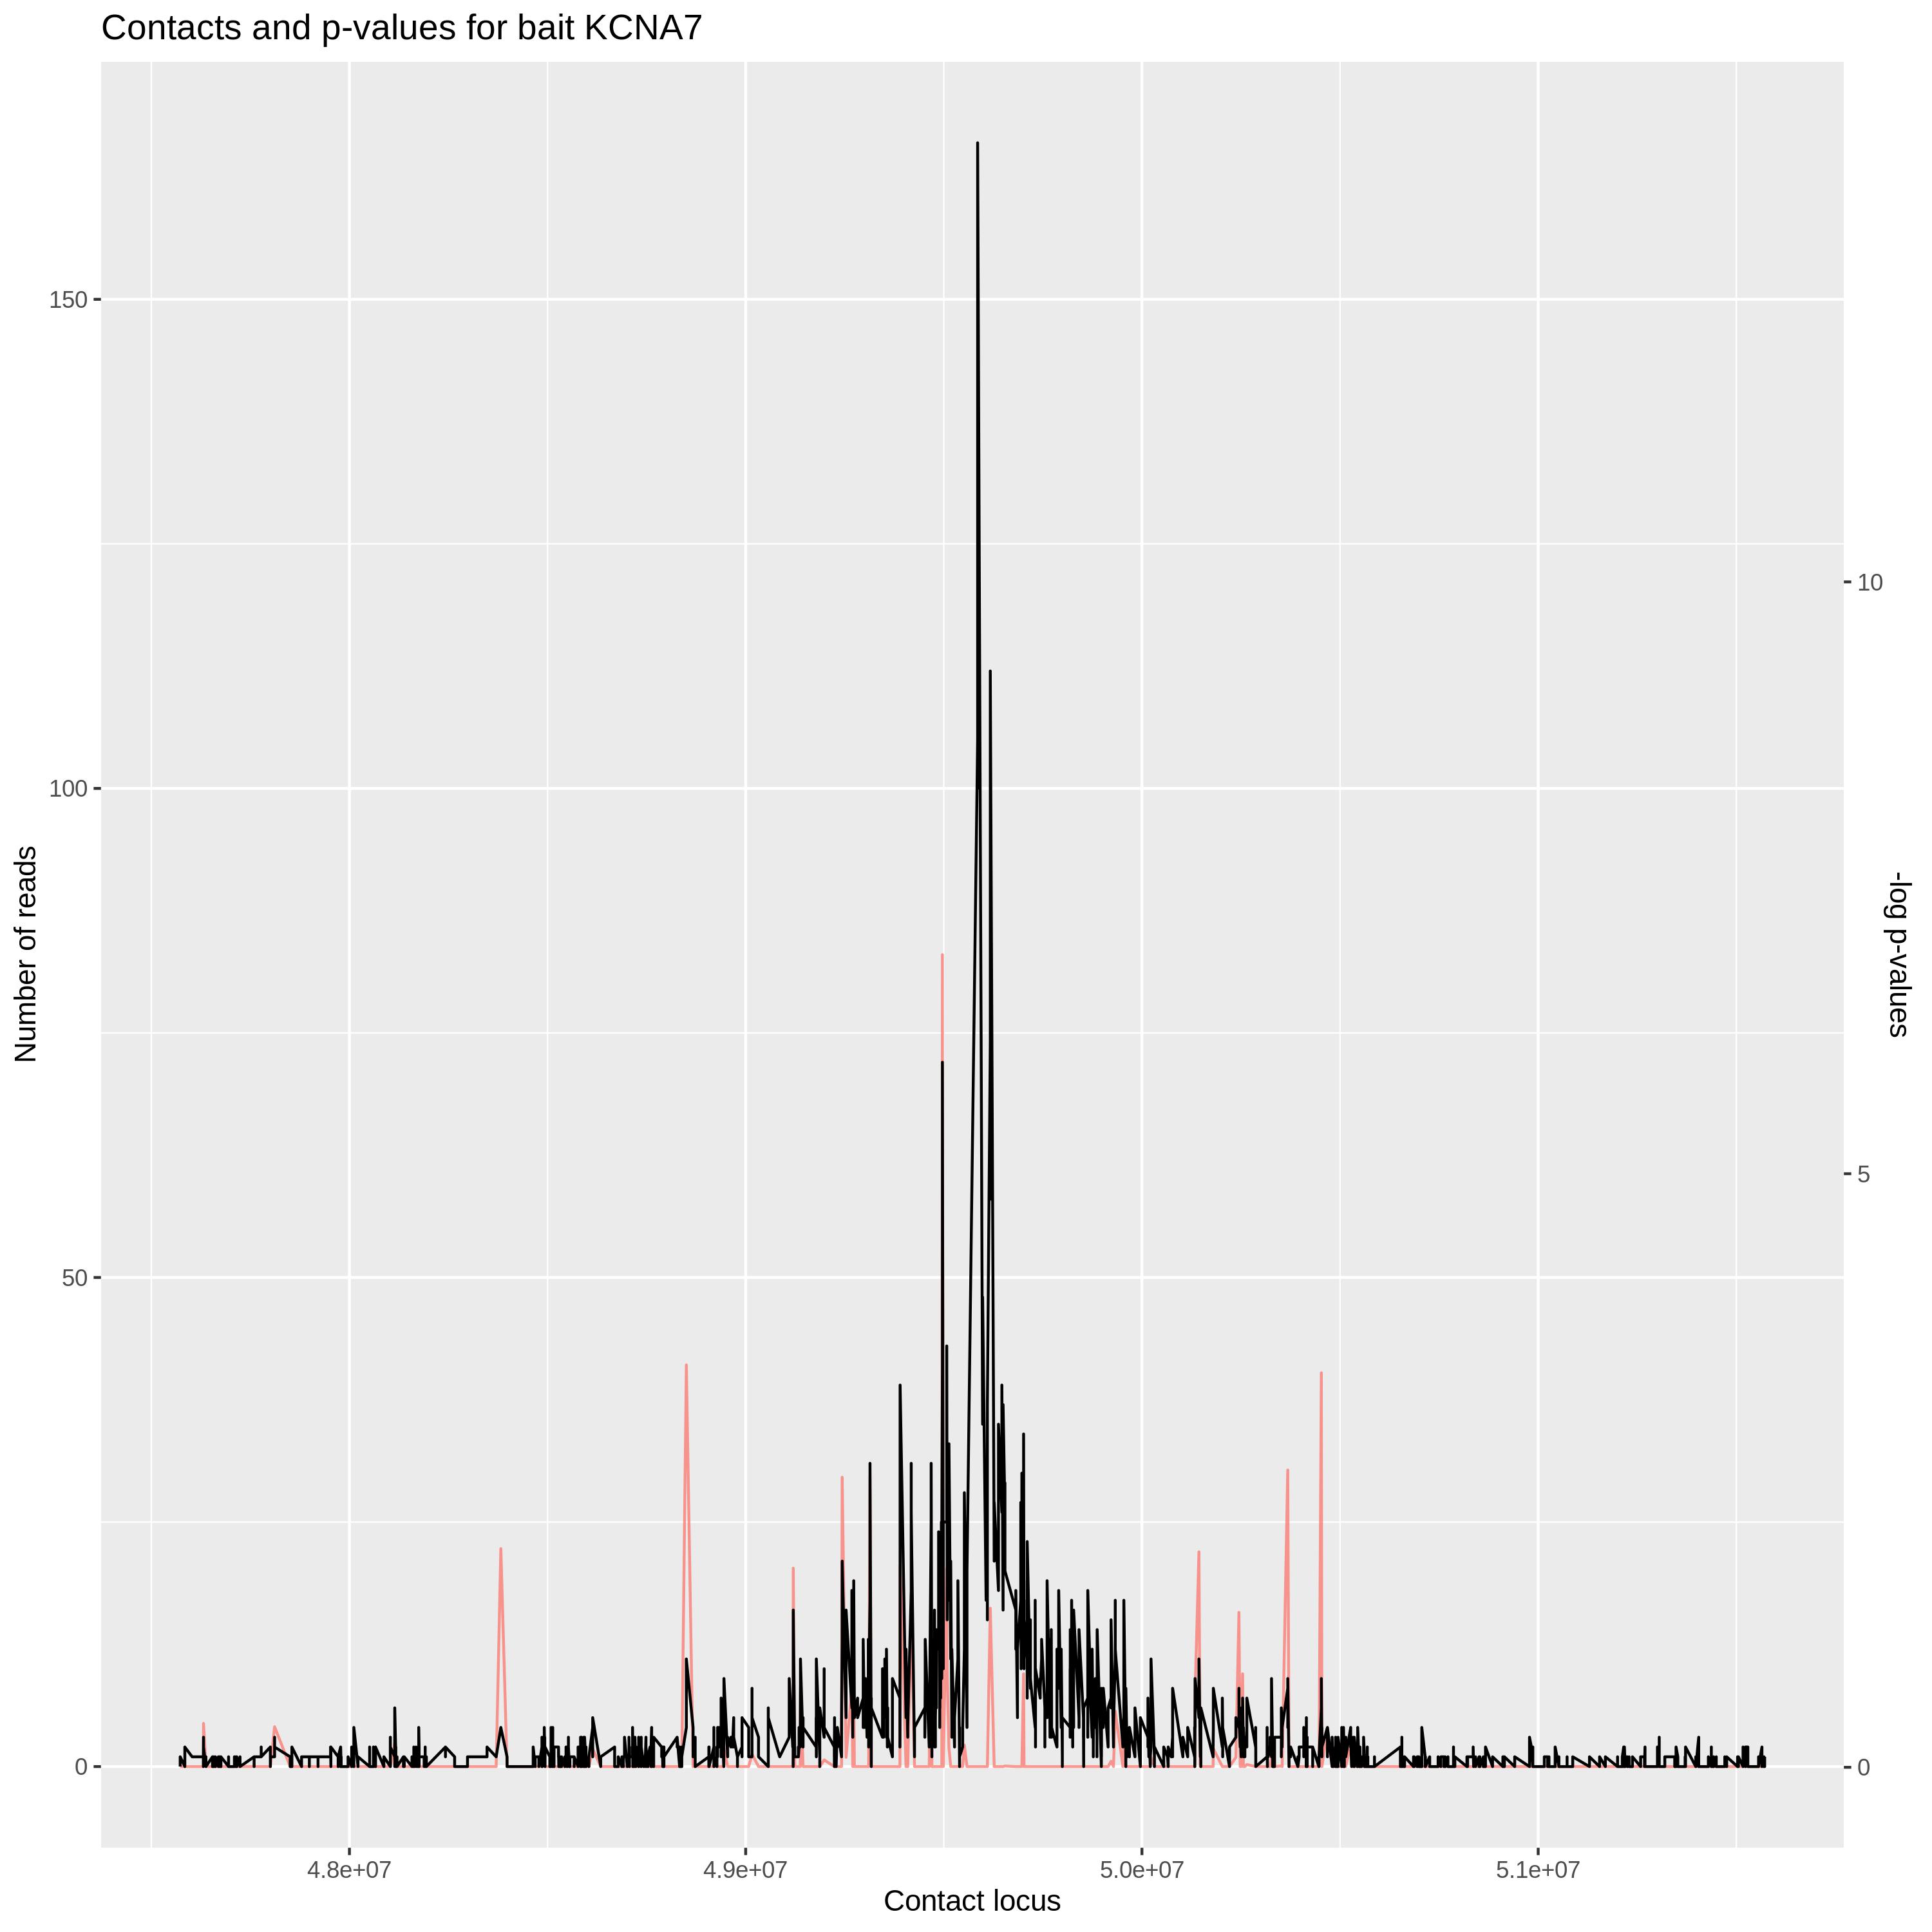 Contacts and p-values for bait KCNA7
150
100
50
0
Number of reads
10
5
0
-log p-values
4.8e+07
4.9e+07
5.0e+07
5.1e+07
Contact locus